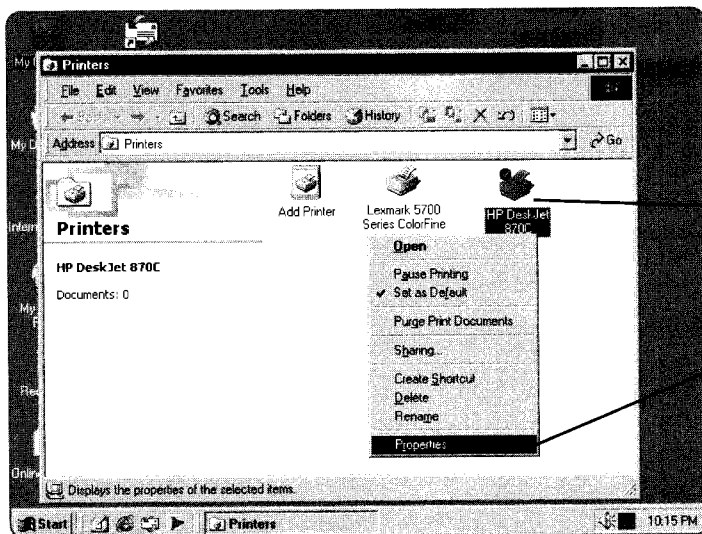 Printers
File Edit View Favorites Tools Help
Search Folders History
Address Printers Go
Printers
HP DeskJet 870C
Documents: 0
Add Printer
Lexmark 5700
Series ColorFine
HP DeskJet
870C
Open
Pause Printing
Set as Default
Purge Print Documents
Sharing...
Create Shortcut
Delete
Rename
Properties
Displays the properties of the selected items.
Start Printers 10:15 PM